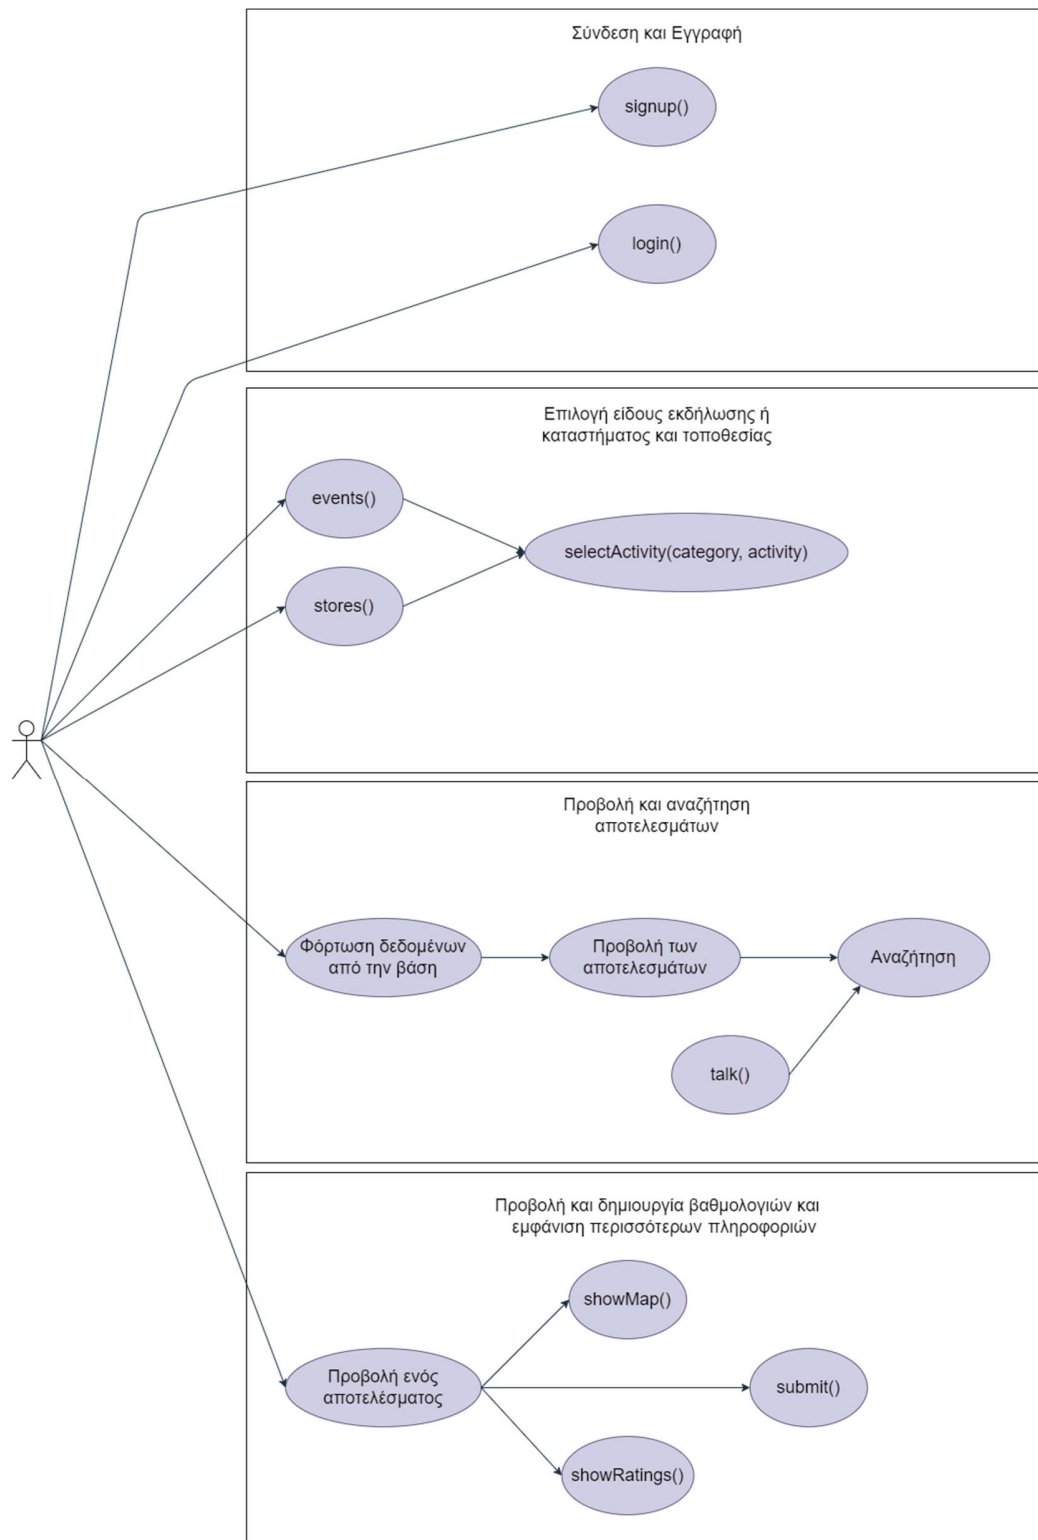 Σύνδεση και Εγγραφή
signup()
login()
Επιλογή είδους εκδήλωσης ή
καταστήματος και τοποθεσίας
events()
selectActivity(category, activity)
stores()
Προβολή και αναζήτηση
αποτελεσμάτων
Φόρτωση δεδομένων
από την βάση
Προβολή των
αποτελεσμάτων
Αναζήτηση
talk()
Προβολή και δημιουργία βαθμολογιών και
εμφάνιση περισσότερων πληροφοριών
showMap()
Προβολή ενός
αποτελέσματος
submit()
showRatings()